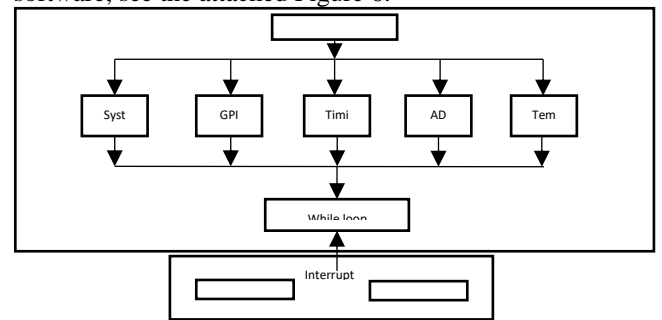 software, see the attached Figure 6.
Syst GPI Timi AD Tem
While loop
Interrupt